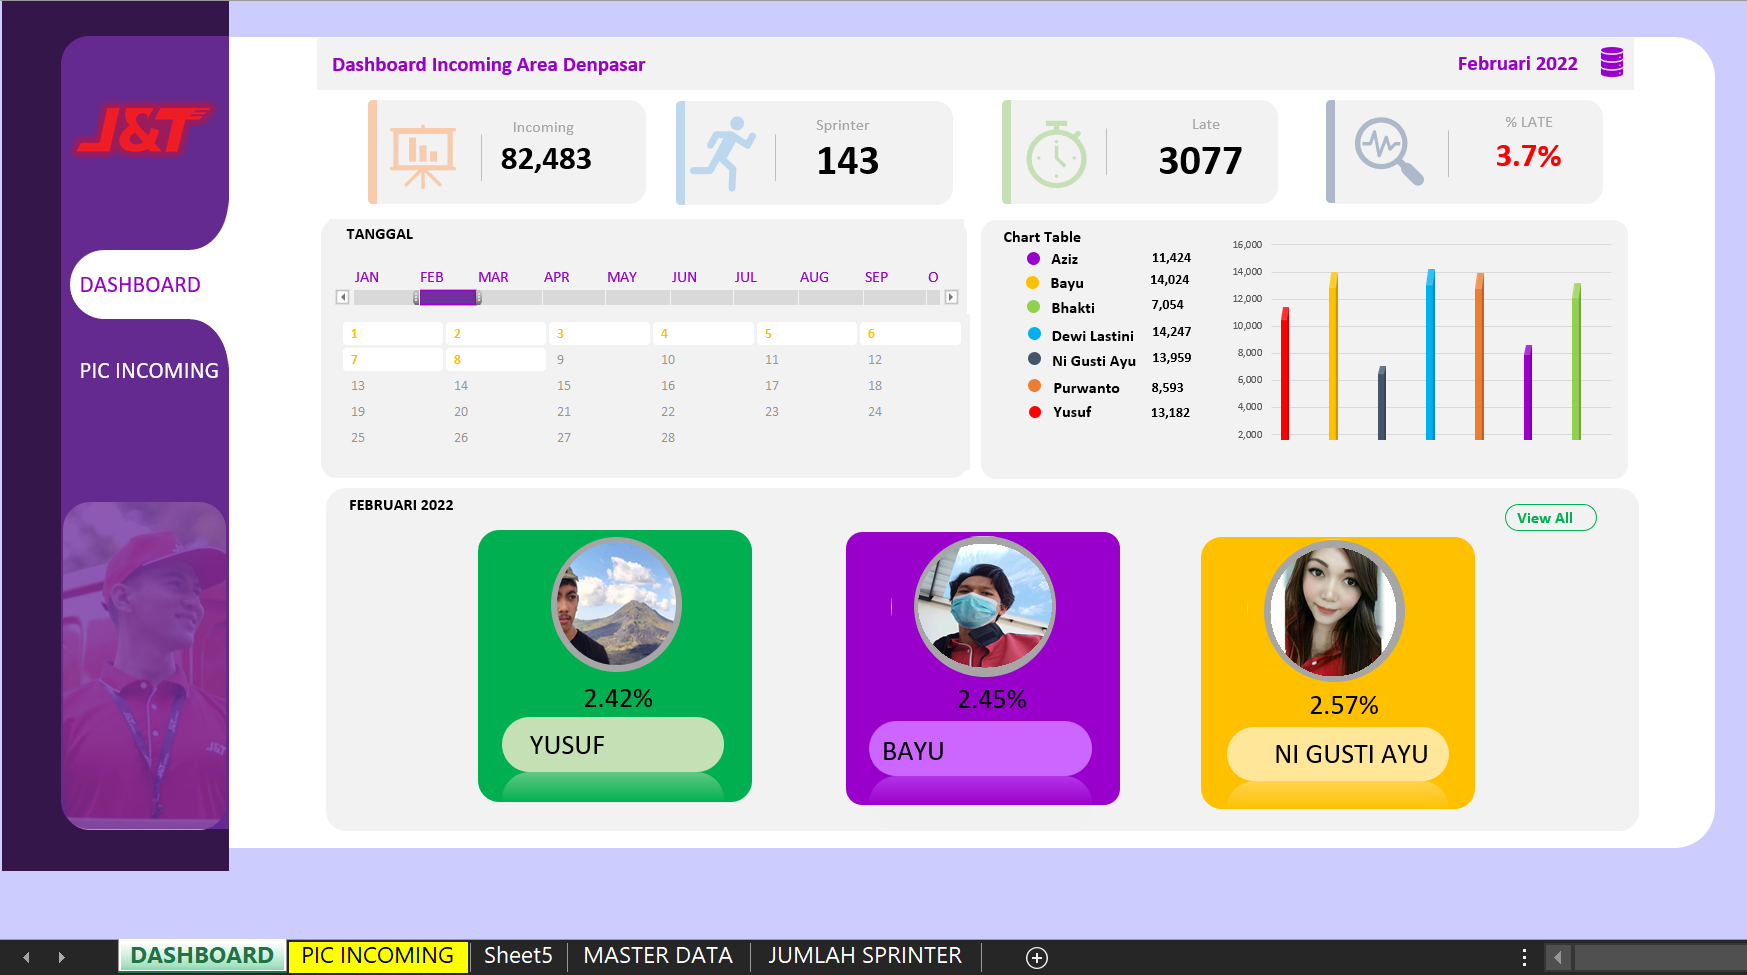 J&T
DASHBOARD
PIC INCOMING
Dashboard Incoming Area Denpasar
Februari 2022
Incoming
82,483
Sprinter
143
Late
3077
% LATE
3.7%
TANGGAL
JAN FEB MAR APR MAY JUN JUL AUG SEP O
1 2 3 4 5 6
7 8 9 10 11 12
13 14 15 16 17 18
19 20 21 22 23 24
25 26 27 28
Chart Table
Aziz 11,424
Bayu 14,024
Bhakti 7,054
Dewi Lastini 14,247
Ni Gusti Ayu 13,959
Purwanto 8,593
Yusuf 13,182
16,000
14,000
12,000
10,000
8,000
6,000
4,000
2,000
FEBRUARI 2022
View All
2.42%
YUSUF
2.45%
BAYU
2.57%
NI GUSTI AYU
J&T
DASHBOARD PIC INCOMING Sheet5 MASTER DATA JUMLAH SPRINTER